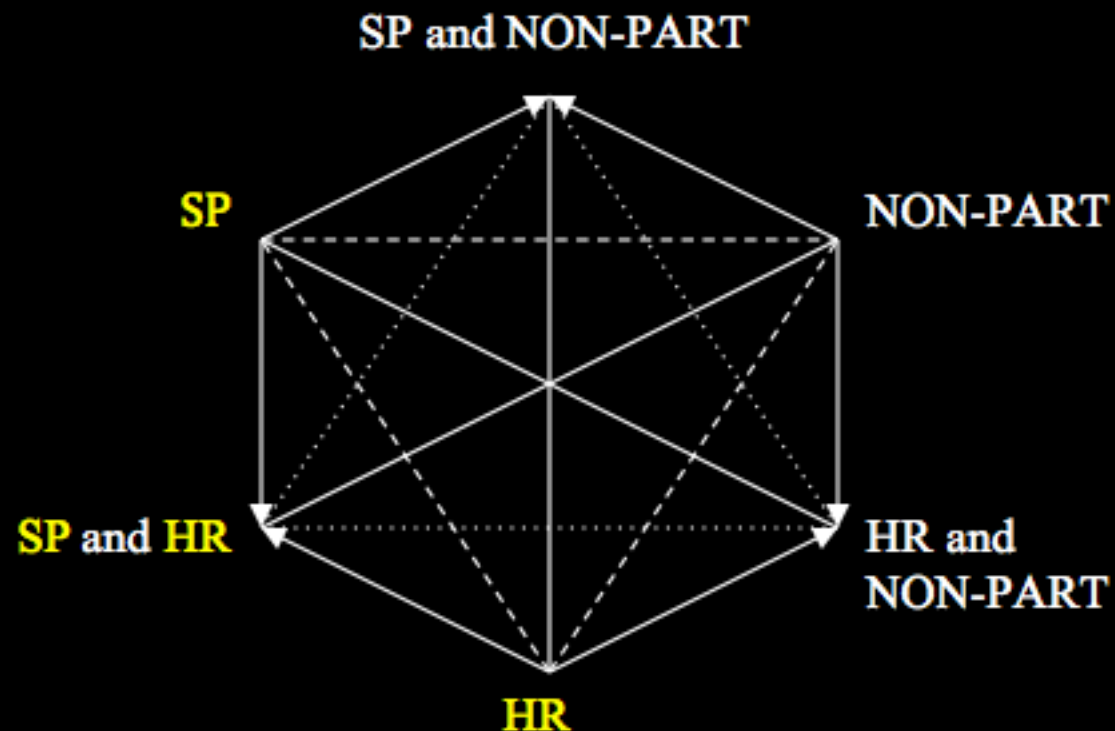 SP and NON-PART
SP
NON-PART
SP and HR
HR and
NON-PART
HR